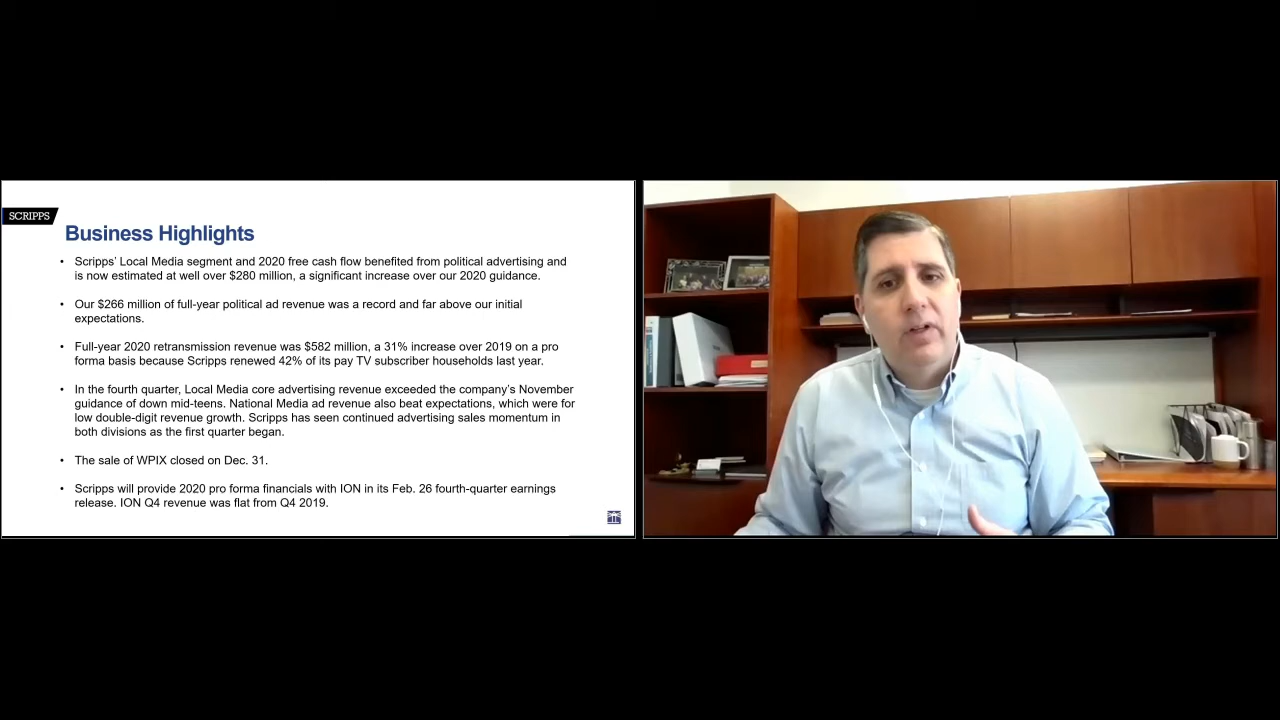 SCRIPPS
Business Highlights
• Scripps' Local Media segment and 2020 free cash flow benefited from political advertising and
is now estimated at well over $280 million, a significant increase over our 2020 guidance.
• Our $266 million of full-year political ad revenue was a record and far above our initial
expectations.
• Full-year 2020 retransmission revenue was $582 million, a 31% increase over 2019 on a pro
forma basis because Scripps renewed 42% of its pay TV subscriber households last year.
• In the fourth quarter, Local Media core advertising revenue exceeded the company's November
guidance of down mid-teens. National Media ad revenue also beat expectations, which were for
low double-digit revenue growth. Scripps has seen continued advertising sales momentum in
both divisions as the first quarter began.
• The sale of WPIX closed on Dec. 31.
• Scripps will provide 2020 pro forma financials with ION in its Feb. 26 fourth-quarter earnings
release. ION Q4 revenue was flat from Q4 2019.